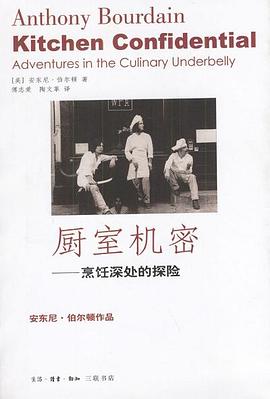 Anthony Bourdain
Kitchen Confidential
Adventures in the Culinary Underbelly
[美] 安东尼·伯尔顿 著
傅志爱 陶文革 译
厨室机密
——烹饪深处的探险
安东尼·伯尔顿作品
生活·读书·新知 三联书店